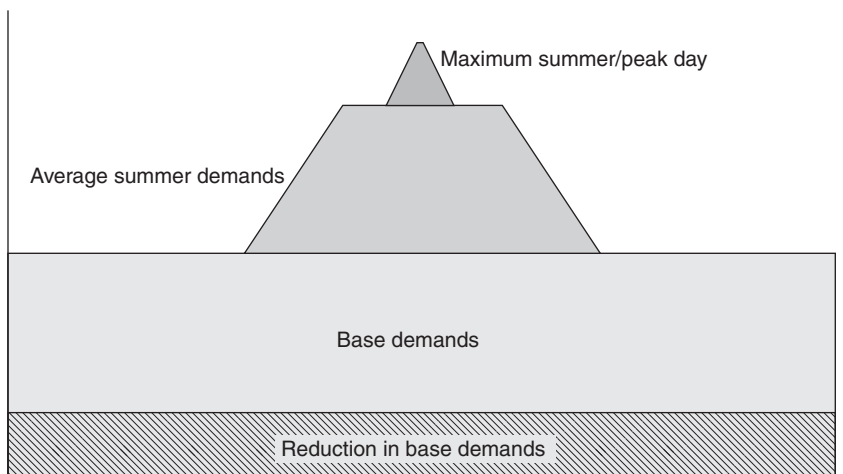 Maximum summer/peak day
Average summer demands
Base demands
Reduction in base demands